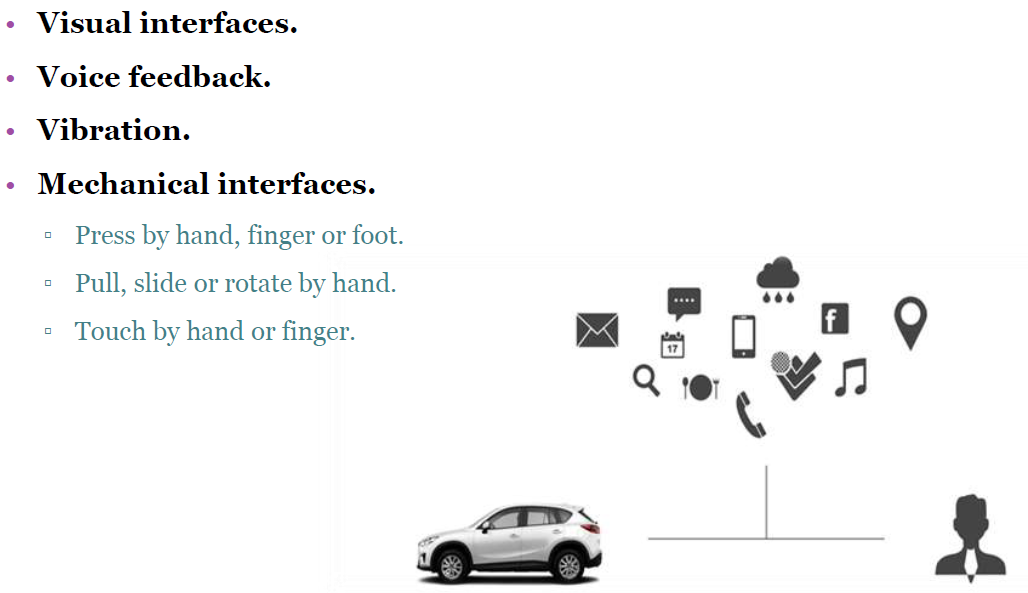 Visual interfaces.
Voice feedback.
Vibration.
Mechanical interfaces.
Press by hand, finger or foot.
Pull, slide or rotate by hand.
Touch by hand or finger.
f
17